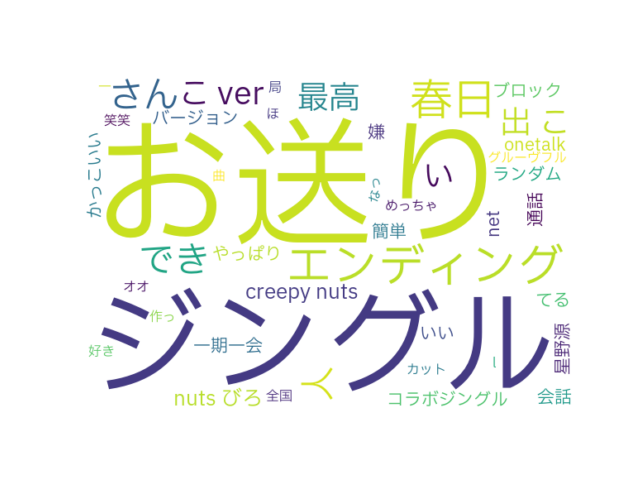 一
さん
こ ver
局
ほ
笑笑
バージョン
最高
春日
ブロック
出 こ
onetalk
グルーヴフル
ランダム
嫌
い
かっこいい
お送り
曲
なっ
めっちゃ
簡単
net
通話
でき
やっぱり
エンディング
オオ
creepy nuts
てる
ジングル
作っ
一期一会
いい
星野源
好き
カット
l
人
nuts びろ
全国
コラボジングル
会話